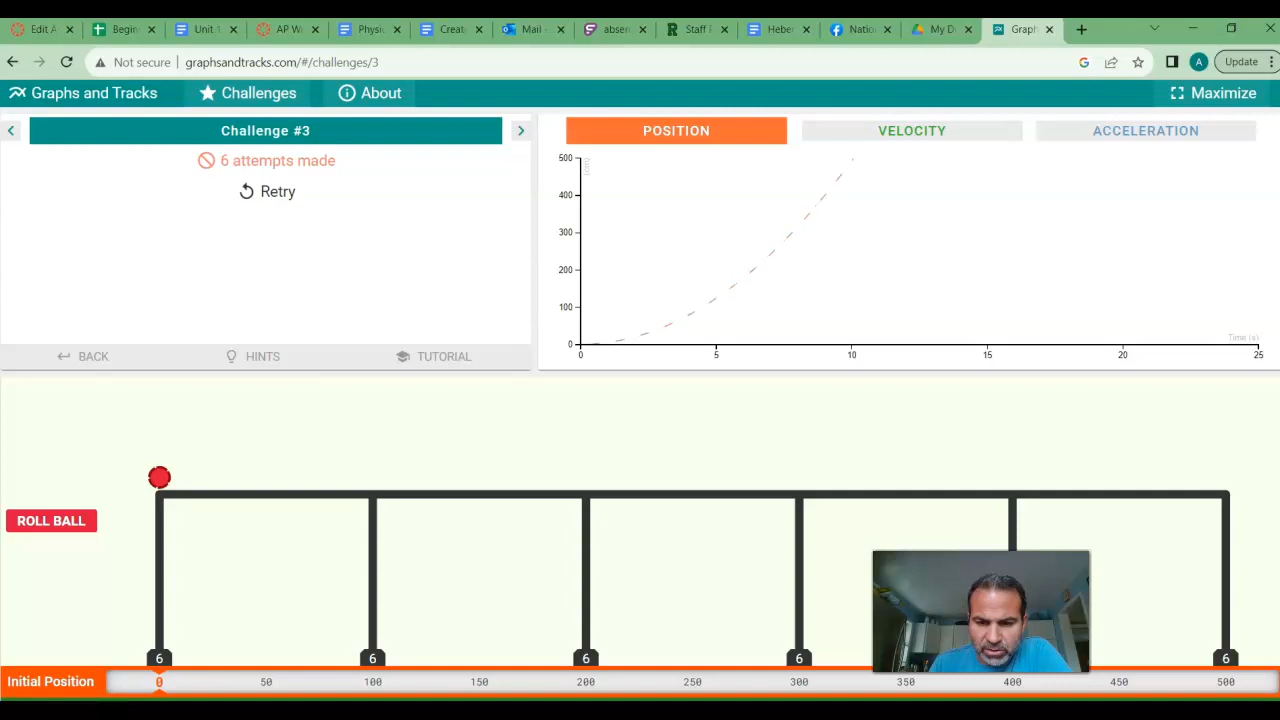 Edit A
Begin
Unit
AP W
Physic
Create
Mail
absen
Staff
Heber
Natio
My D
Graph
Not secure
graphsandtracks.com/#/challenges/3
A
Update
Graphs and Tracks
Challenges
About
Maximize
Challenge #3
6 attempts made
Retry
BACK
HINTS
TUTORIAL
POSITION
VELOCITY
ACCELERATION
500
400
300
200
100
0
0 5 10 15 20 25
Time (s)
ROLL BALL
6 6 6 6 6
Initial Position 0 50 100 150 200 250 300 350 400 450 500